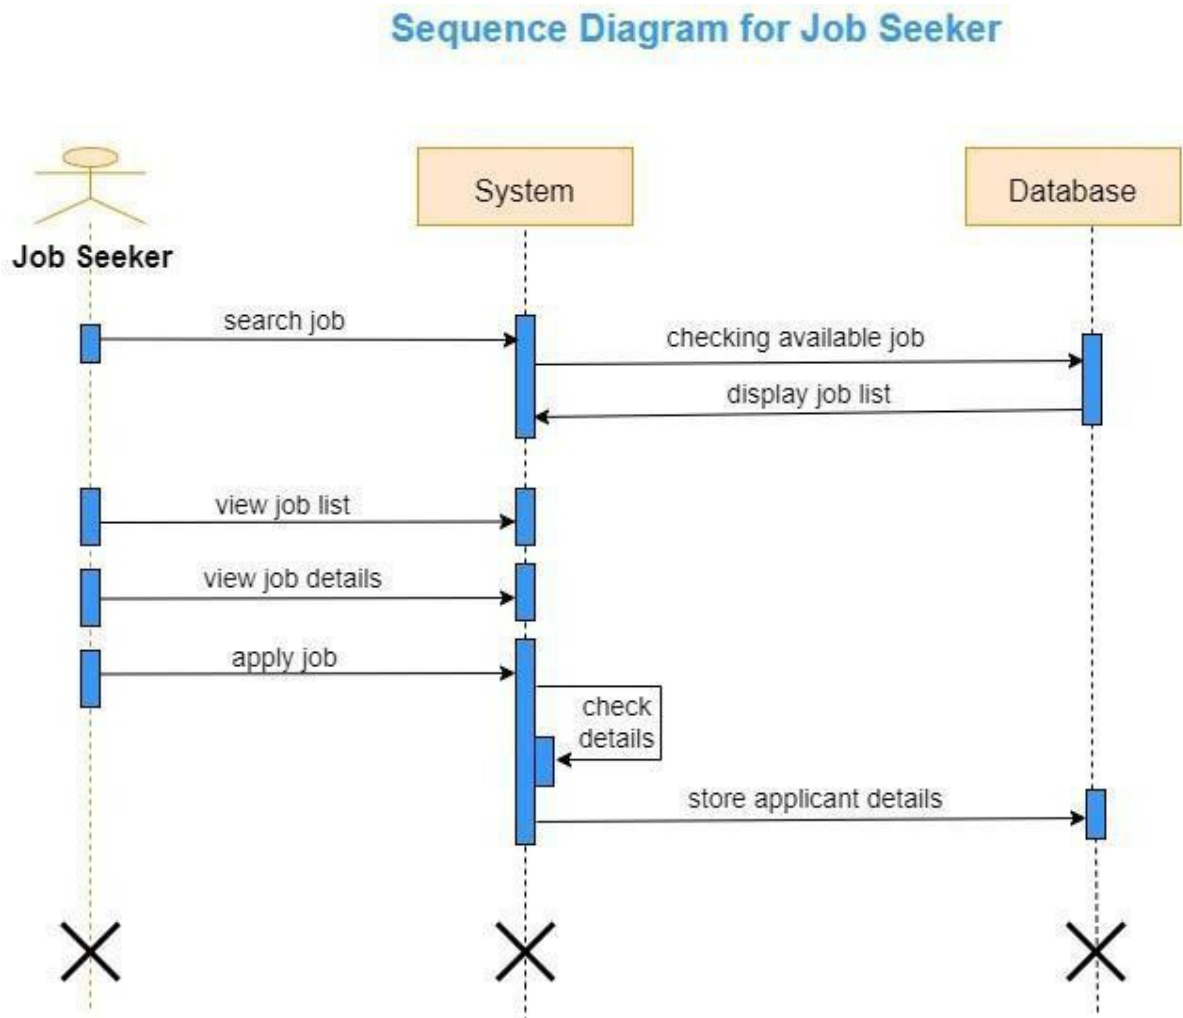 Sequence Diagram for Job Seeker
System
Database
Job Seeker
search job
checking available job
display job list
view job list
view job details
apply job
check
details
store applicant details